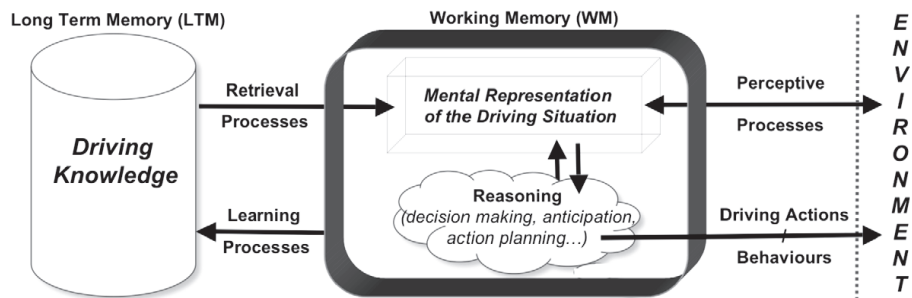 Long Term Memory (LTM)
Working Memory (WM)
Driving
Knowledge
Retrieval
Processes
Learning
Processes
Mental Representation
of the Driving Situation
Reasoning
(decision making, anticipation,
action planning…)
Perceptive
Processes
Driving Actions
/
Behaviours
ENVIRONMENT